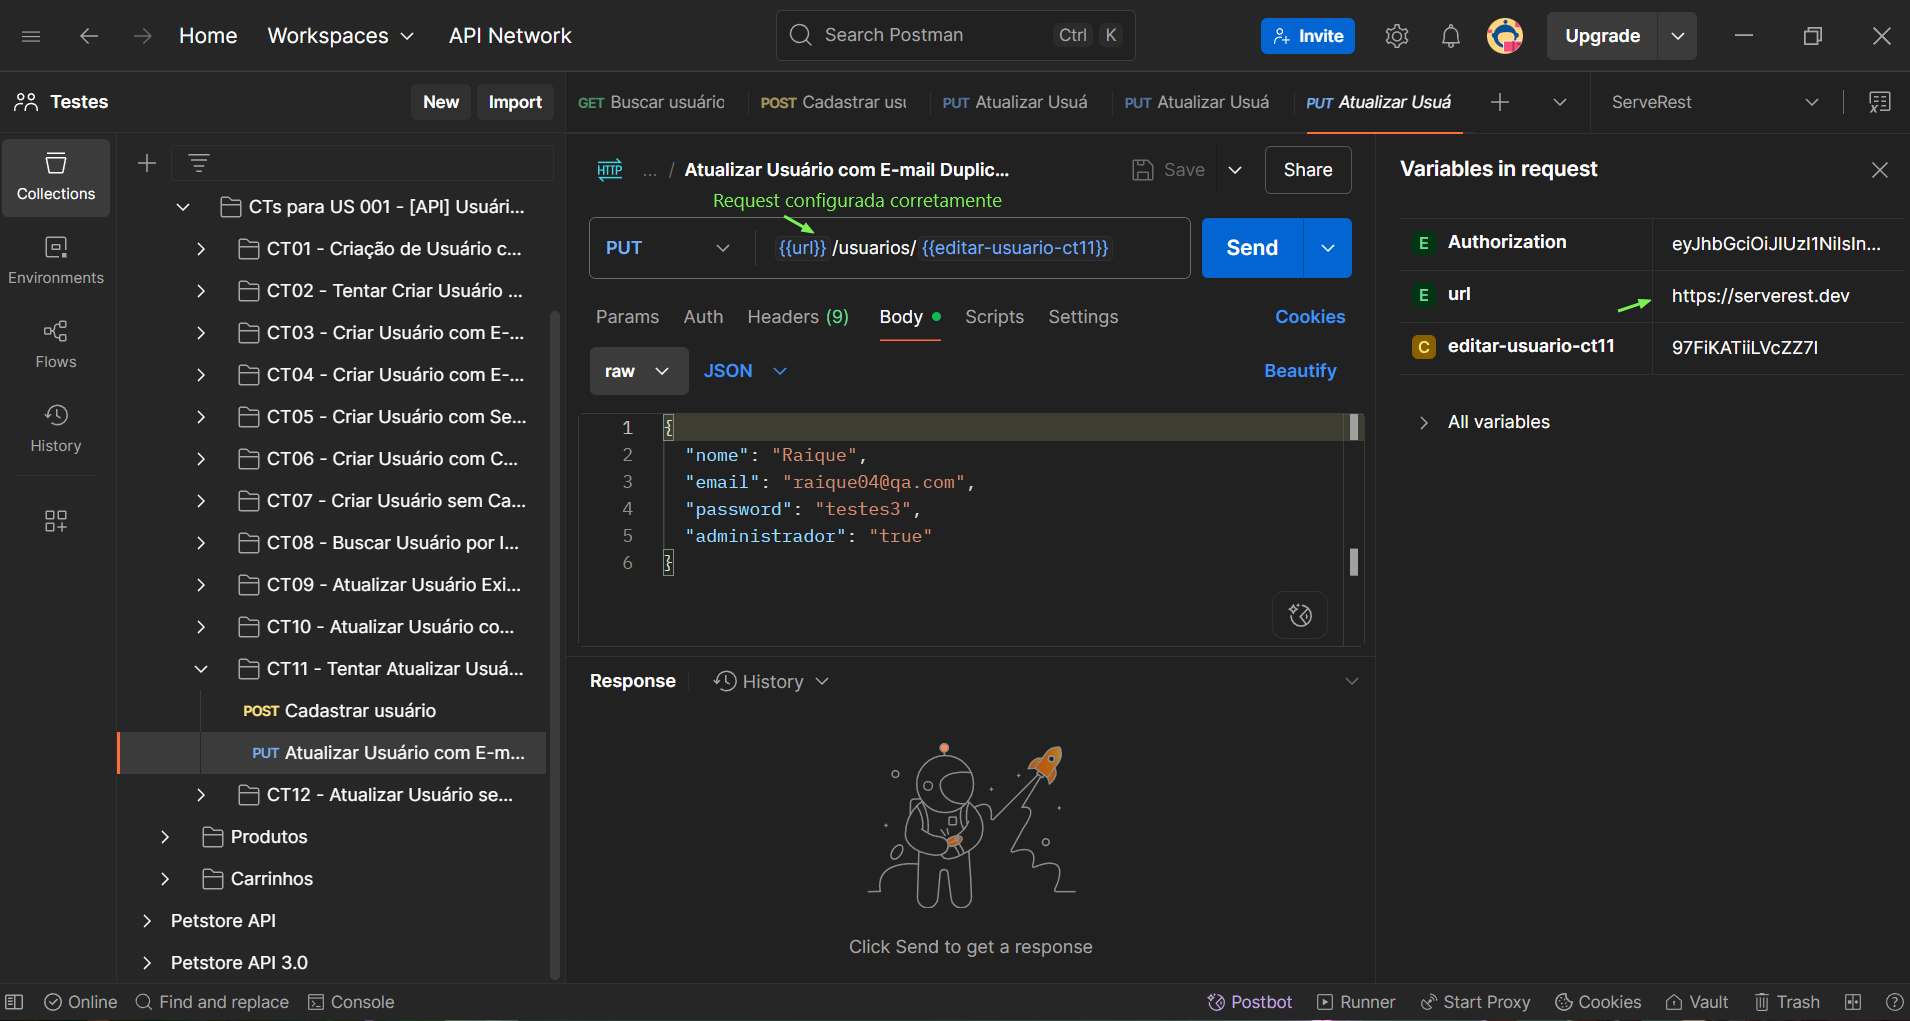 Home Workspaces API Network Search Postman Ctrl K Invite Upgrade
Testes New Import GET Buscar usuáric POST Cadastrar usu PUT Atualizar Usuá PUT Atualizar Usuá PUT Atualizar Usuá ServeRest
Collections
Environments
Flows
History
CTs para US 001 - [API] Usuári...
CT01 - Criação de Usuário c...
CT02 - Tentar Criar Usuário ...
CT03 - Criar Usuário com E-...
CT04 - Criar Usuário com E-...
CT05 - Criar Usuário com Se...
CT06 - Criar Usuário com C...
CT07 - Criar Usuário sem Ca...
CT08 - Buscar Usuário por I...
CT09 - Atualizar Usuário Exi...
CT10 - Atualizar Usuário co...
CT11 - Tentar Atualizar Usuá...
POST Cadastrar usuário
PUT Atualizar Usuário com E-m...
CT12 - Atualizar Usuário se...
Produtos
Carrinhos
Petstore API
Petstore API 3.0
HTTP ... / Atualizar Usuário com E-mail Duplic... Save Share
Request configurada corretamente
PUT {{url}}/usuarios/{{editar-usuario-ct11}} Send
Params Auth Headers (9) Body Scripts Settings Cookies
raw JSON Beautify
1 {
2 "nome": "Raique",
3 "email": "raique04@qa.com",
4 "password": "testes3",
5 "administrador": "true"
6 }
Response History
Click Send to get a response
Variables in request
E Authorization eyJhbGciOiJIUzI1NiIsIn...
E url https://serverest.dev
C editar-usuario-ct11 97FiKATiiLVcZZ7I
All variables
Online Find and replace Console Postbot Runner Start Proxy Cookies Vault Trash